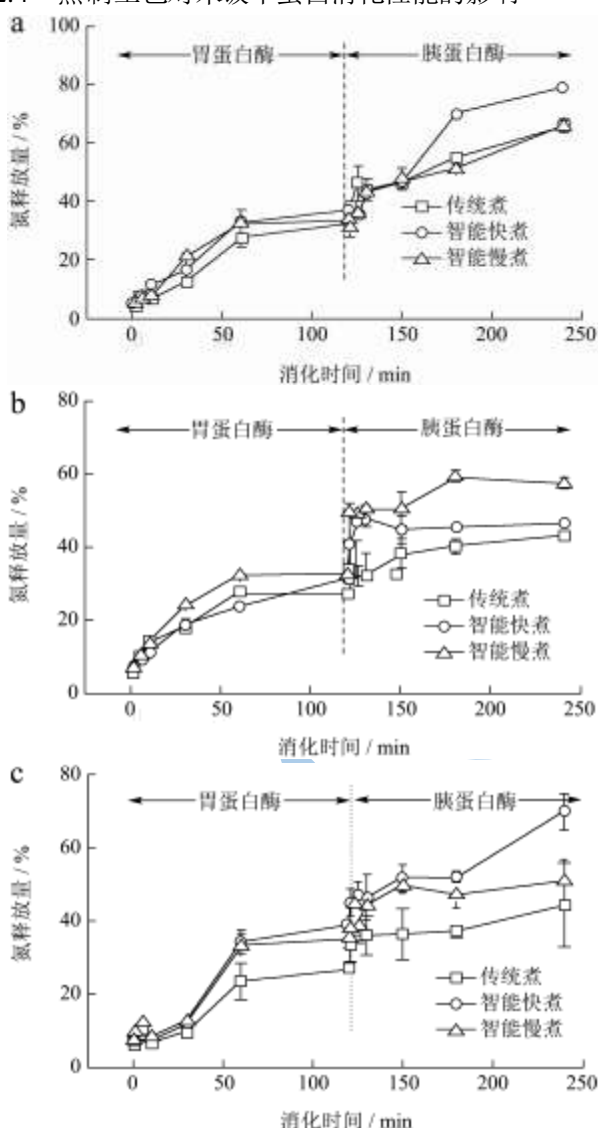 a
100
80
60
40
20
0
氮释放量 / %
胃蛋白酶
胰蛋白酶
传统煮
智能快煮
智能慢煮
0 50 100 150 200 250
消化时间 / min
b
80
60
40
20
0
氮释放量 / %
胃蛋白酶
胰蛋白酶
传统煮
智能快煮
智能慢煮
0 50 100 150 200 250
消化时间 / min
c
80
60
40
20
0
氮释放量 / %
胃蛋白酶
胰蛋白酶
传统煮
智能快煮
智能慢煮
0 50 100 150 200 250
消化时间 / min